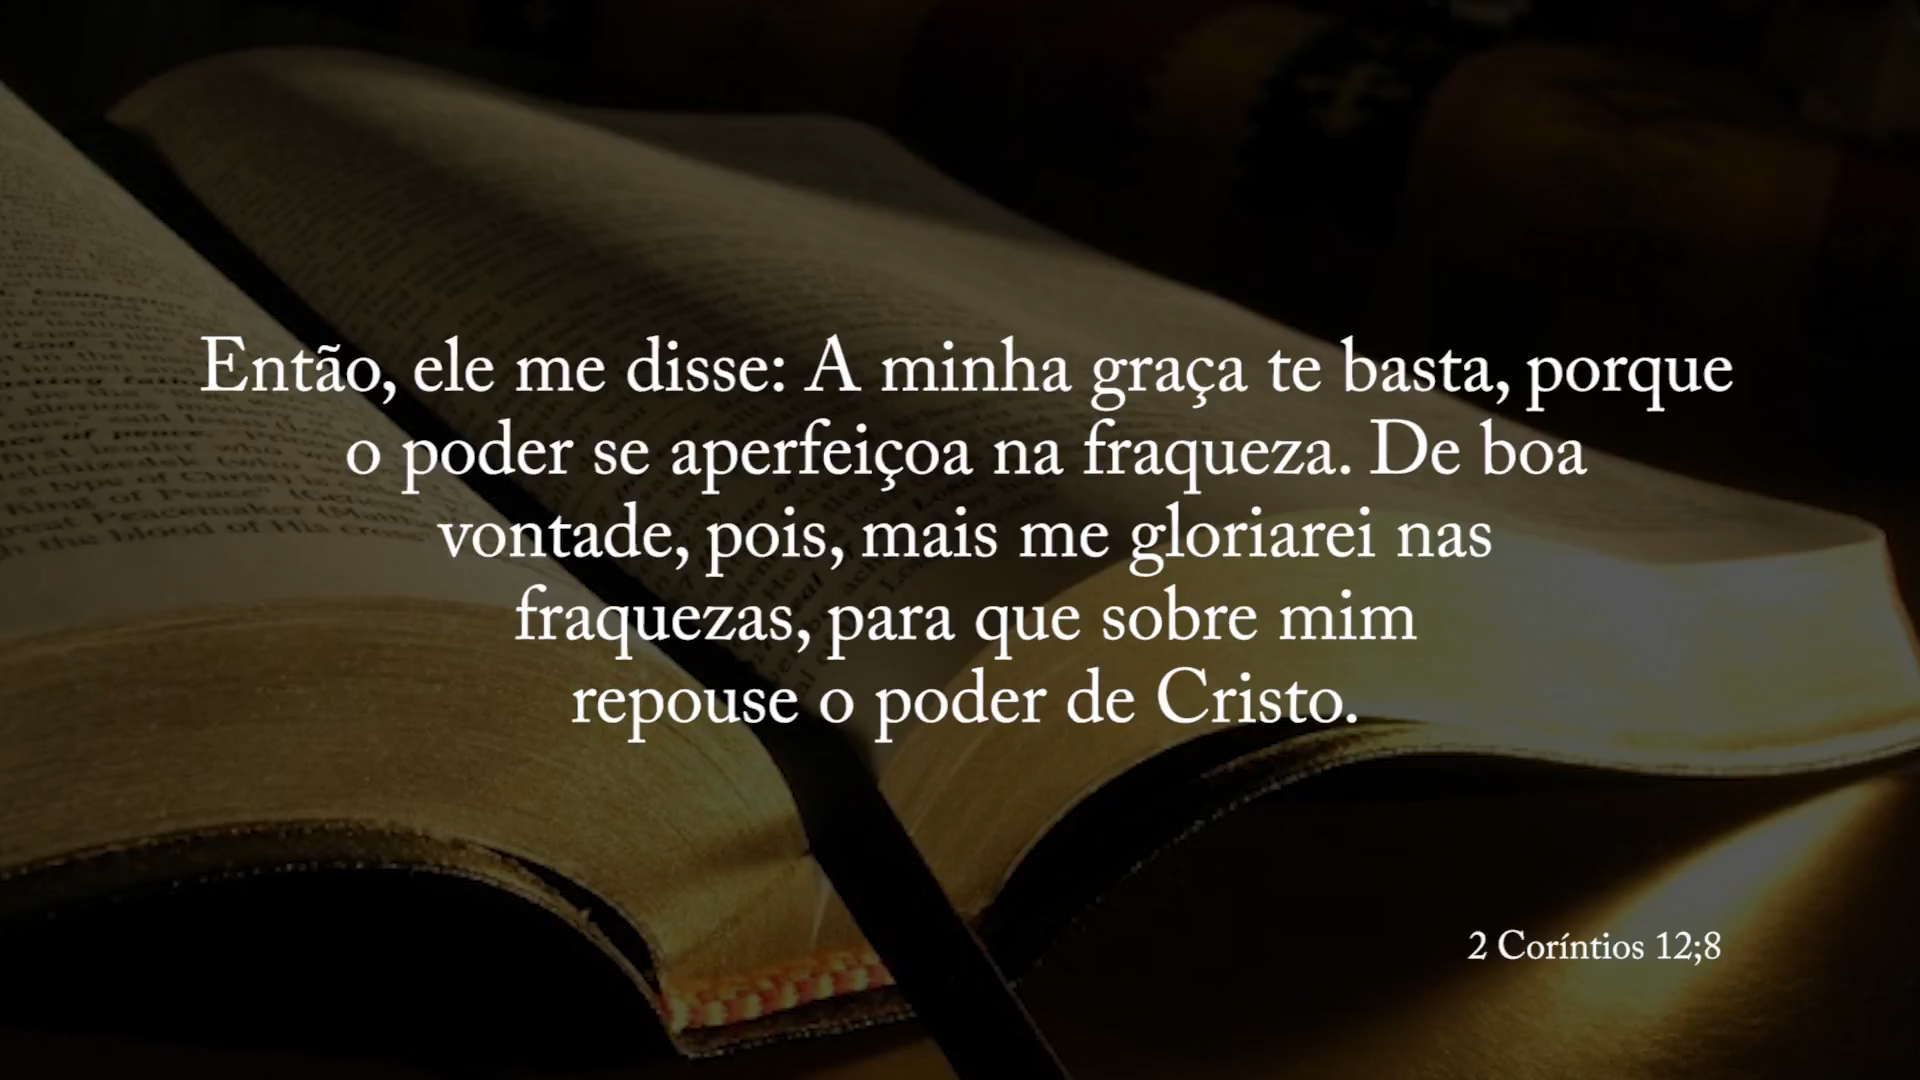 Então, ele me disse: A minha graça te basta, porque
o poder se aperfeiçoa na fraqueza. De boa
vontade, pois, mais me gloriarei nas
fraquezas, para que sobre mim
repouse o poder de Cristo.
2 Coríntios 12;8